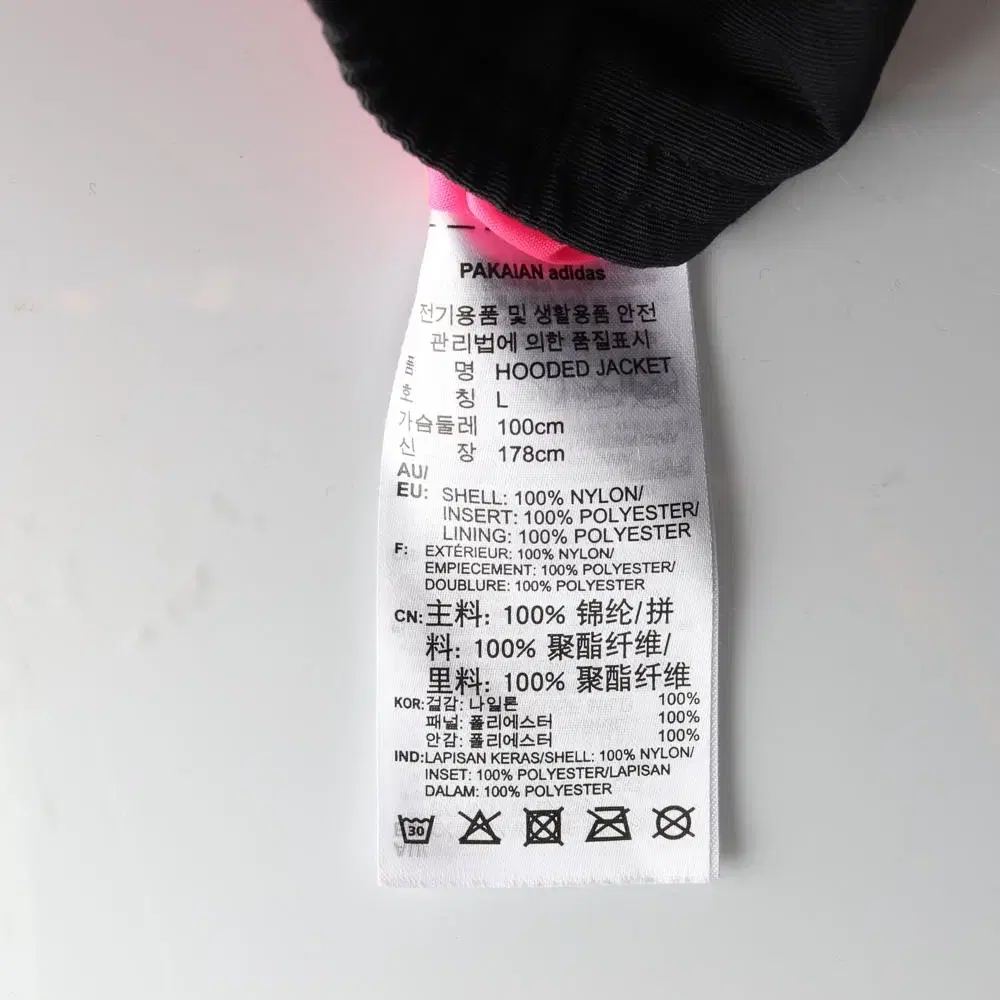 PAKAIAN adidas
전기용품 및 생활용품 안전
관리법에 의한 품질표시
품 명 HOODED JACKET
호 칭 L
가슴둘레 100cm
신 장 178cm
AU/
EU: SHELL: 100% NYLON/
INSERT: 100% POLYESTER/
LINING: 100% POLYESTER
F: EXTÉRIEUR: 100% NYLON/
EMPIECEMENT: 100% POLYESTER/
DOUBLURE: 100% POLYESTER
CN: 主料: 100% 锦纶/拼
料: 100% 聚酯纤维/
里料: 100% 聚酯纤维
KOR: 겉감: 나일론 100%
패널: 폴리에스터 100%
안감: 폴리에스터 100%
IND: LAPISAN KERAS/SHELL: 100% NYLON/
INSET: 100% POLYESTER/LAPISAN
DALAM: 100% POLYESTER
30